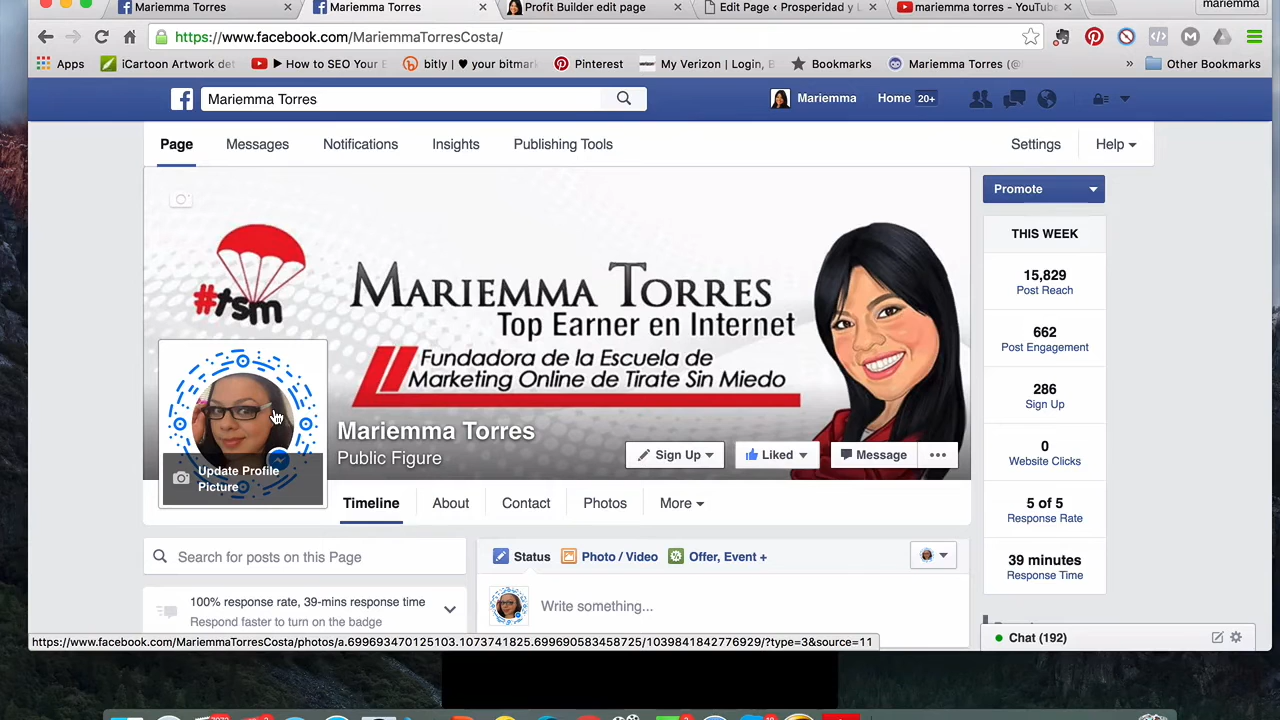 Mariemma Torres
Mariemma Torres
Profit Builder edit page
Edit Page ‹ Prosperidad y L
mariemma torres - YouTube
mariemma
https://www.facebook.com/MariemmaTorresCosta/
Apps
iCartoon Artwork det
How to SEO Your E
bitly | ♥ your bitmar
Pinterest
My Verizon | Login, B
Bookmarks
Mariemma Torres (@
» Other Bookmarks
Mariemma Torres
Mariemma
Home 20+
Page
Messages
Notifications
Insights
Publishing Tools
Settings
Help
Promote
#tsm
MARIEMMA TORRES
Top Earner en Internet
Fundadora de la Escuela de
Marketing Online de Tirate Sin Miedo
Update Profile
Picture
Mariemma Torres
Public Figure
Sign Up
Liked
Message
THIS WEEK
15,829
Post Reach
662
Post Engagement
286
Sign Up
0
Website Clicks
5 of 5
Response Rate
39 minutes
Response Time
Timeline
About
Contact
Photos
More
Search for posts on this Page
Status
Photo / Video
Offer, Event +
100% response rate, 39-mins response time
Respond faster to turn on the badge
Write something...
https://www.facebook.com/MariemmaTorresCosta/photos/a.699693470125103.1073741825.699690583458725/1039841842776929/?type=3&source=11
Chat (192)